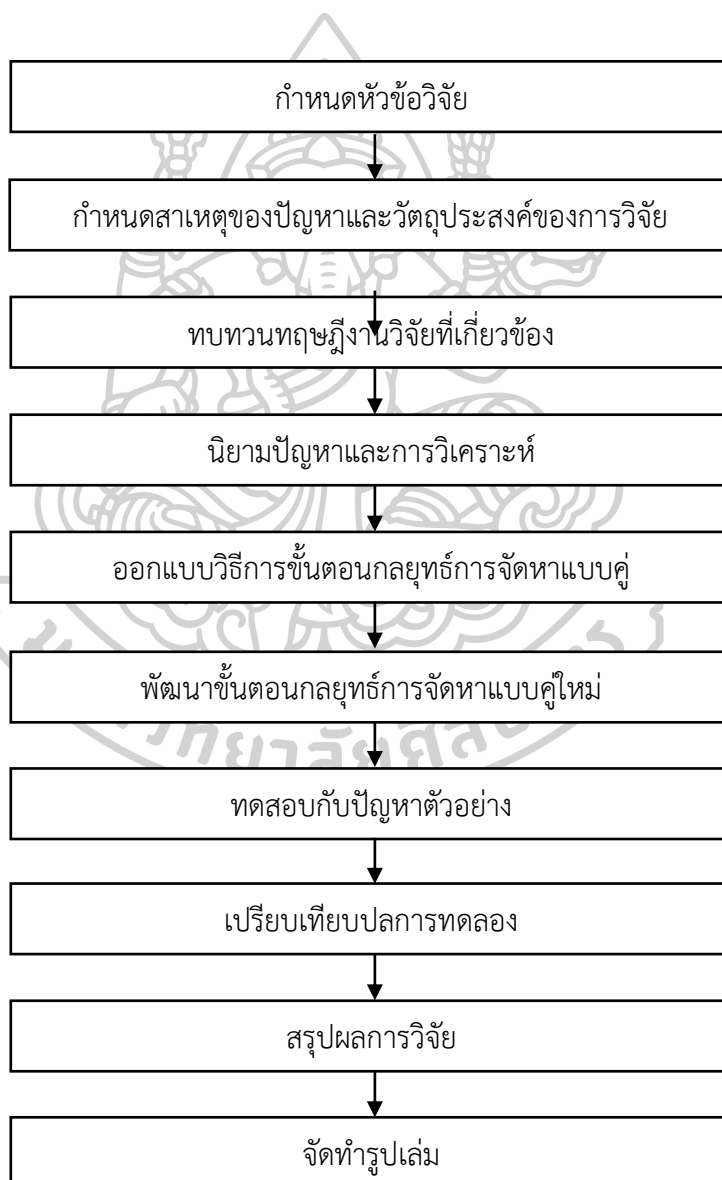 กำหนดหัวข้อวิจัย
กำหนดสาเหตุของปัญหาและวัตถุประสงค์ของการวิจัย
ทบทวนทฤษฎีงานวิจัยที่เกี่ยวข้อง
นิยามปัญหาและการวิเคราะห์
ออกแบบวิธีการขั้นตอนกลยุทธ์การจัดหาแบบคู่
พัฒนาขั้นตอนกลยุทธ์การจัดหาแบบคู่ใหม่
ทดสอบกับปัญหาตัวอย่าง
เปรียบเทียบปลการทดลอง
สรุปผลการวิจัย
จัดทำรูปเล่ม